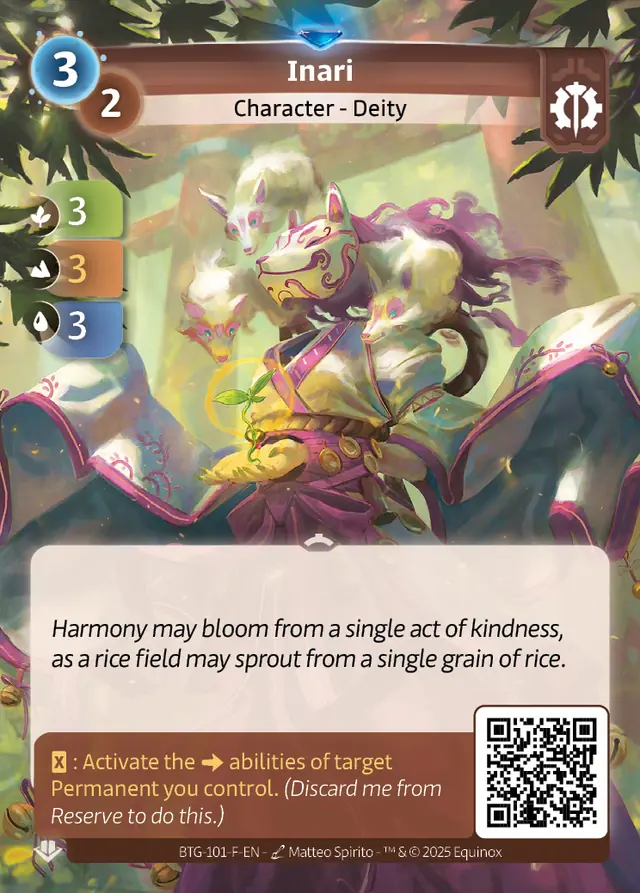 3
Inari
2
Character - Deity
3
3
3
Harmony may bloom from a single act of kindness,
as a rice field may sprout from a single grain of rice.
X : Activate the ➔ abilities of target
Permanent you control. (Discard me from
Reserve to do this.)
BTG-101-F-EN - Matteo Spirito - ™ & © 2025 Equinox